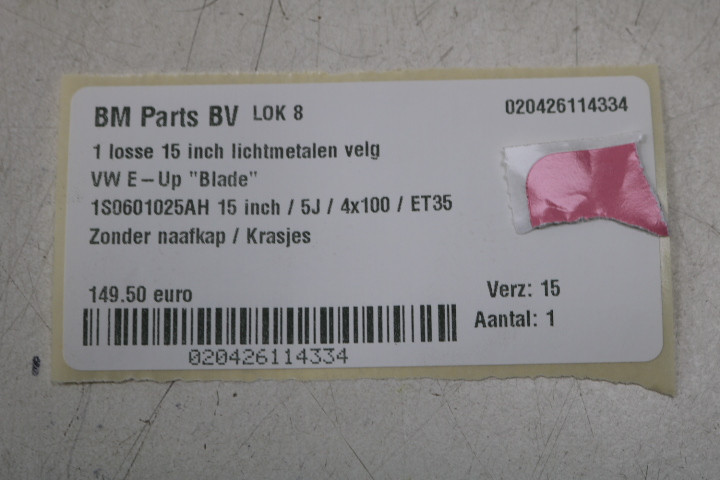 BM Parts BV LOK 8 020426114334
1 losse 15 inch lichtmetalen velg
VW E-Up "Blade"
1S0601025AH 15 inch / 5J / 4x100 / ET35
Zonder naafkap / Krasjes
149.50 euro Verz: 15
Aantal: 1
020426114334